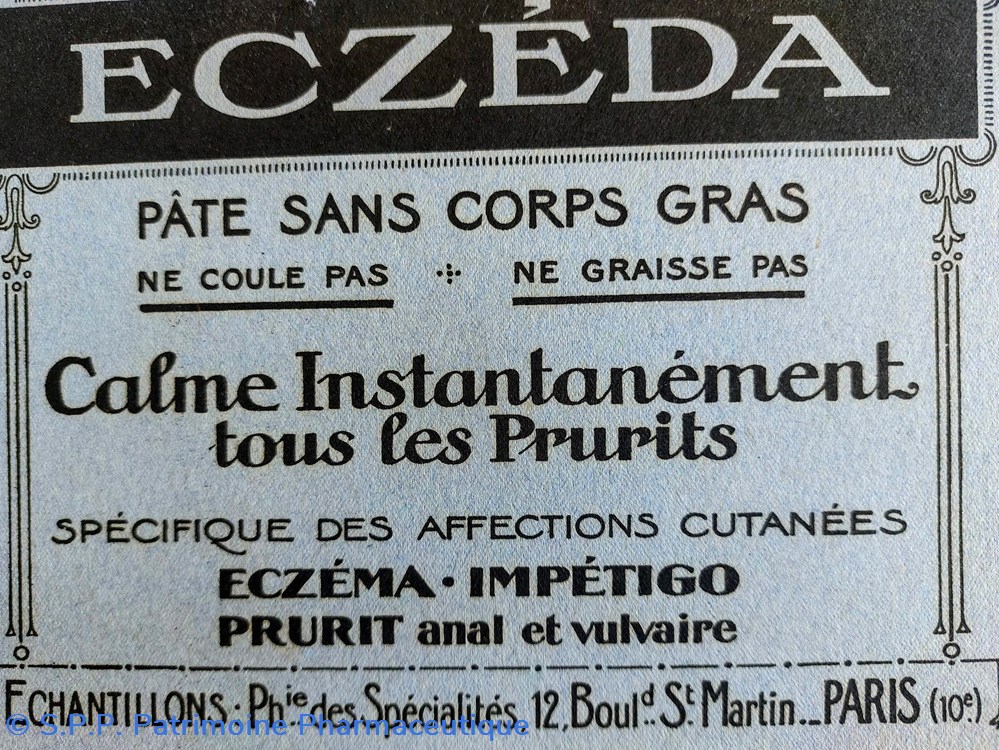 ECZÉDA
PÂTE SANS CORPS GRAS
NE COULE PAS NE GRAISSE PAS
Calme Instantanément
tous les Prurits
SPÉCIFIQUE DES AFFECTIONS CUTANÉES
ECZÉMA • IMPÉTIGO
PRURIT anal et vulvaire
ECHANTILLONS: Phie des Spécialités, 12, Bould. St. Martin._PARIS (10e)
© S.P.P. Patrimoine Pharmaceutique